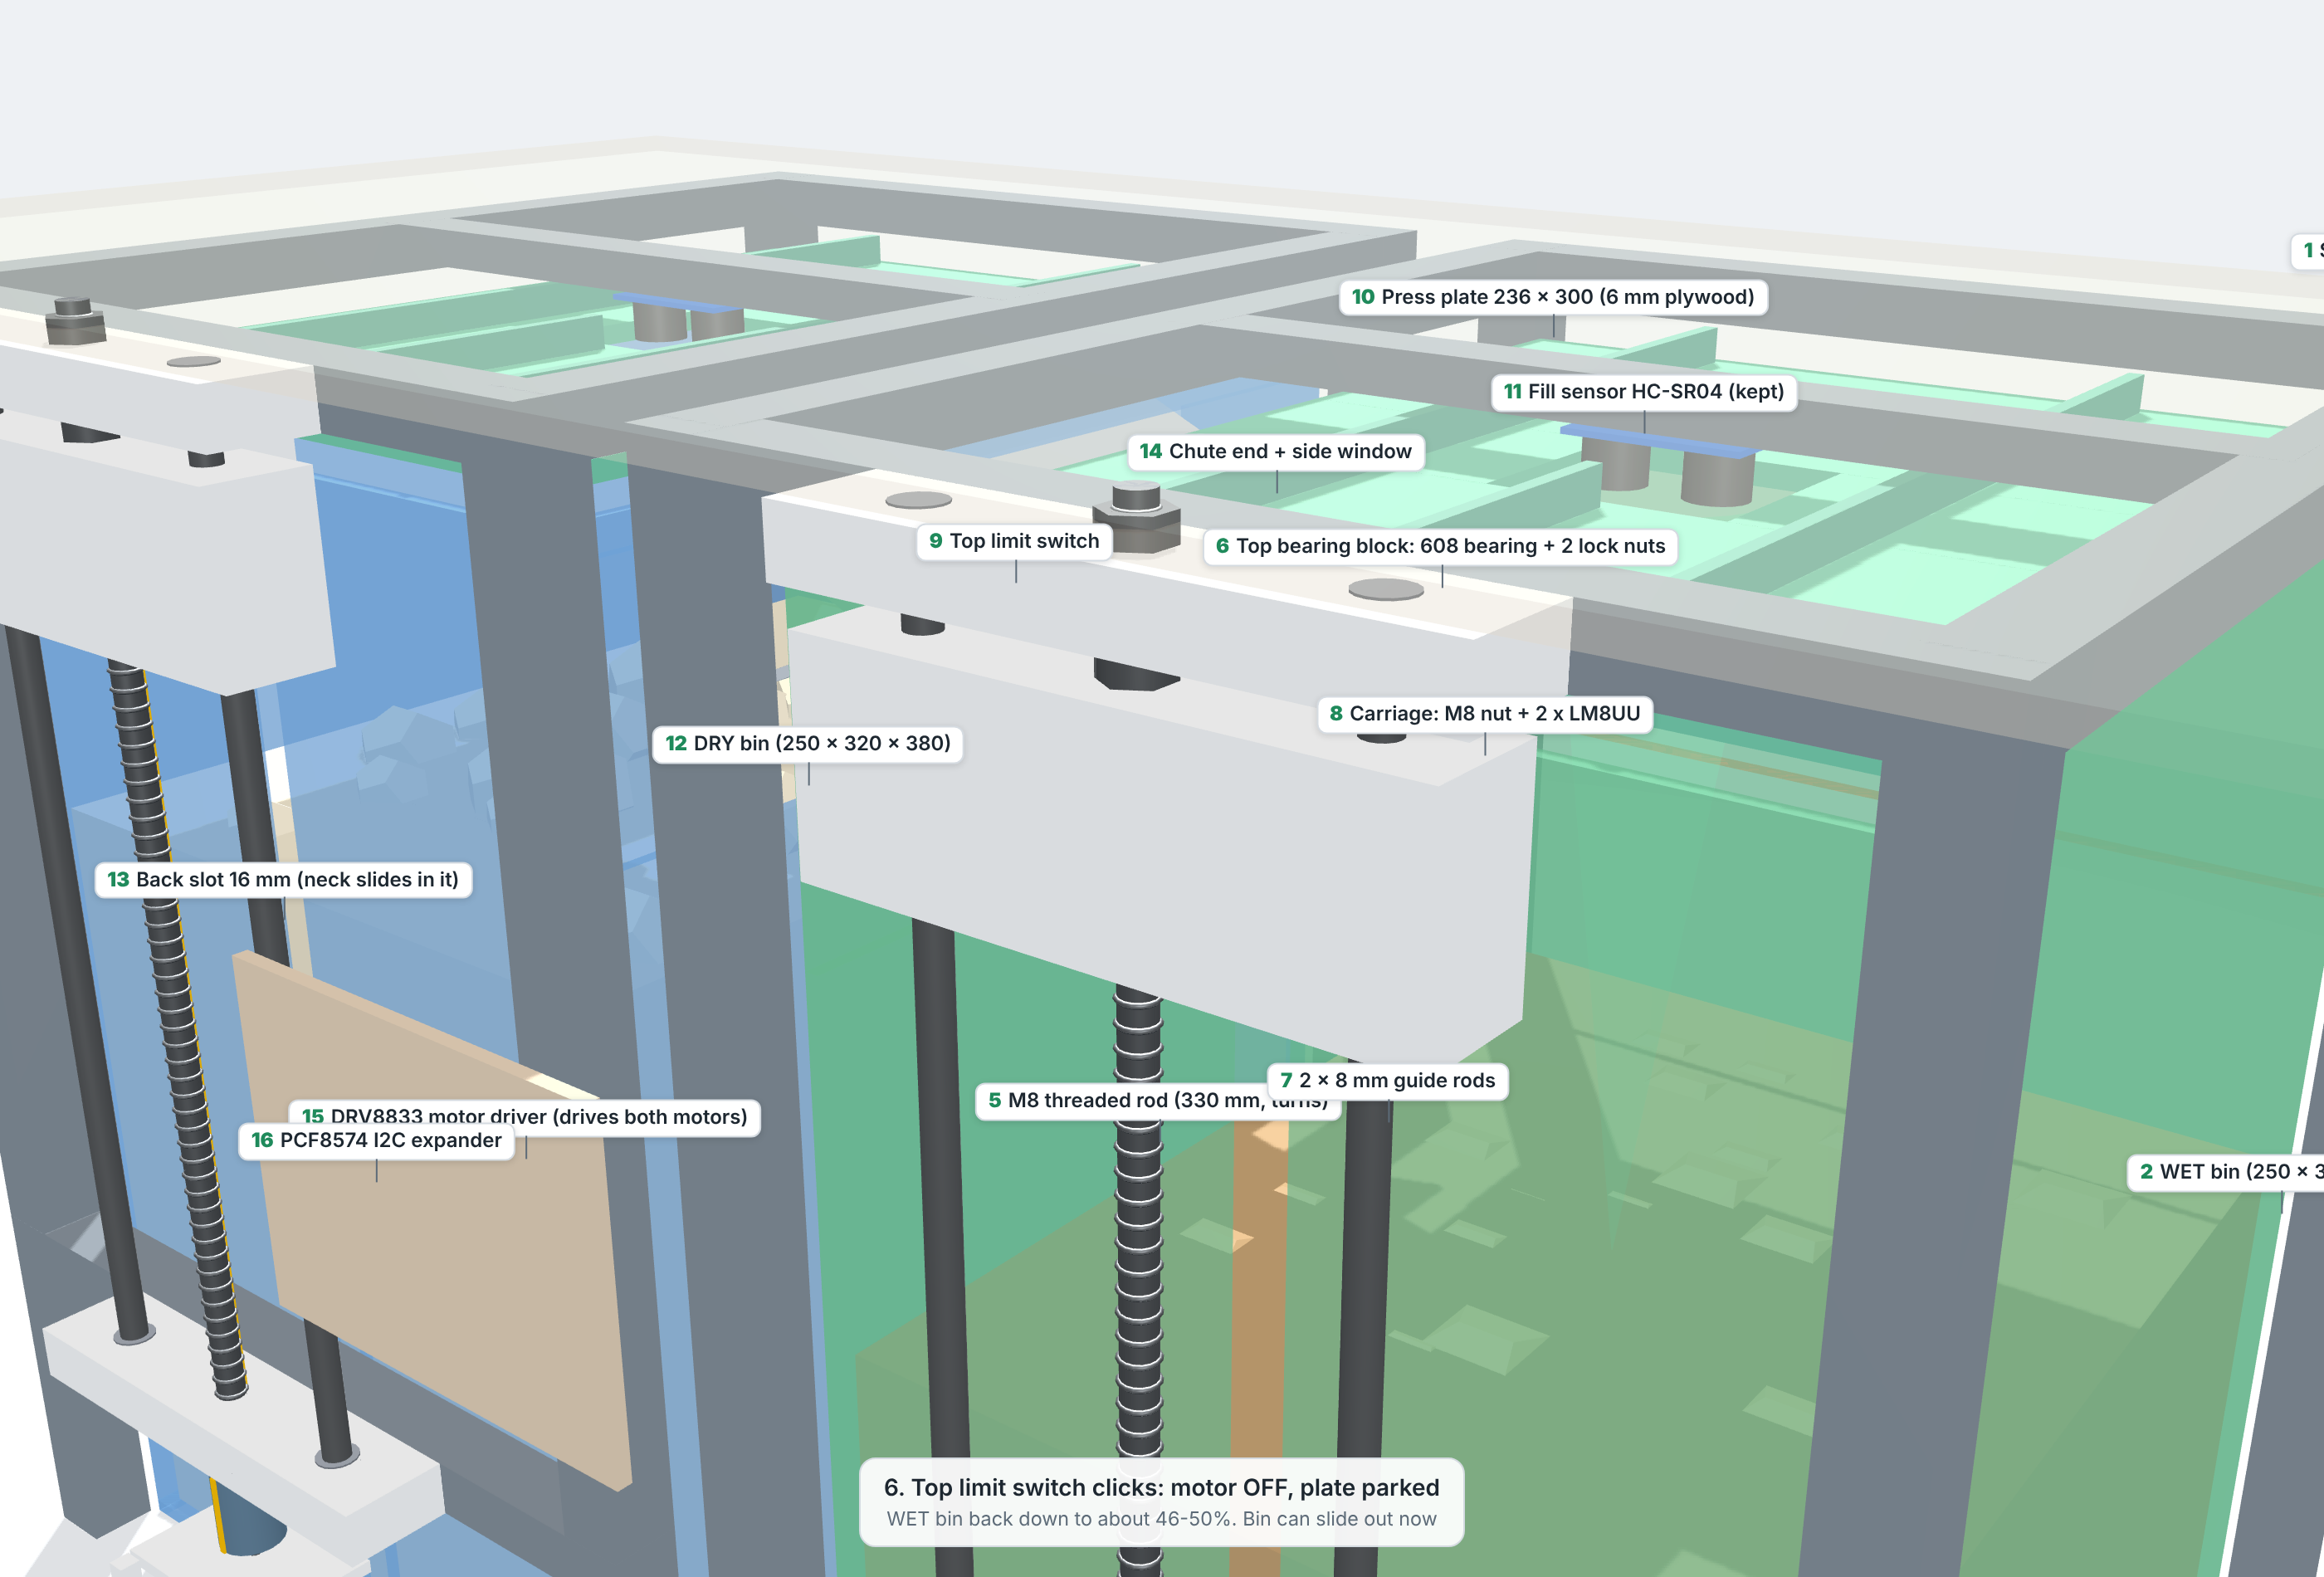 1 S
10 Press plate 236 × 300 (6 mm plywood)
11 Fill sensor HC-SR04 (kept)
14 Chute end + side window
9 Top limit switch
6 Top bearing block: 608 bearing + 2 lock nuts
8 Carriage: M8 nut + 2 x LM8UU
12 DRY bin (250 × 320 × 380)
13 Back slot 16 mm (neck slides in it)
7 2 × 8 mm guide rods
5 M8 threaded rod (330 mm, turns)
15 DRV8833 motor driver (drives both motors)
16 PCF8574 I2C expander
2 WET bin (250 × 3
6. Top limit switch clicks: motor OFF, plate parked
WET bin back down to about 46-50%. Bin can slide out now